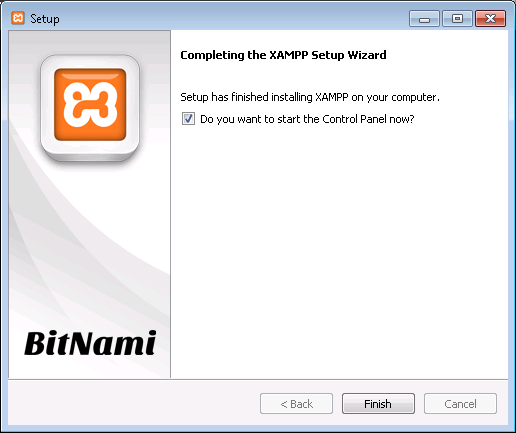 Setup
Completing the XAMPP Setup Wizard
Setup has finished installing XAMPP on your computer.
Do you want to start the Control Panel now?
BitNami
< Back
Finish
Cancel